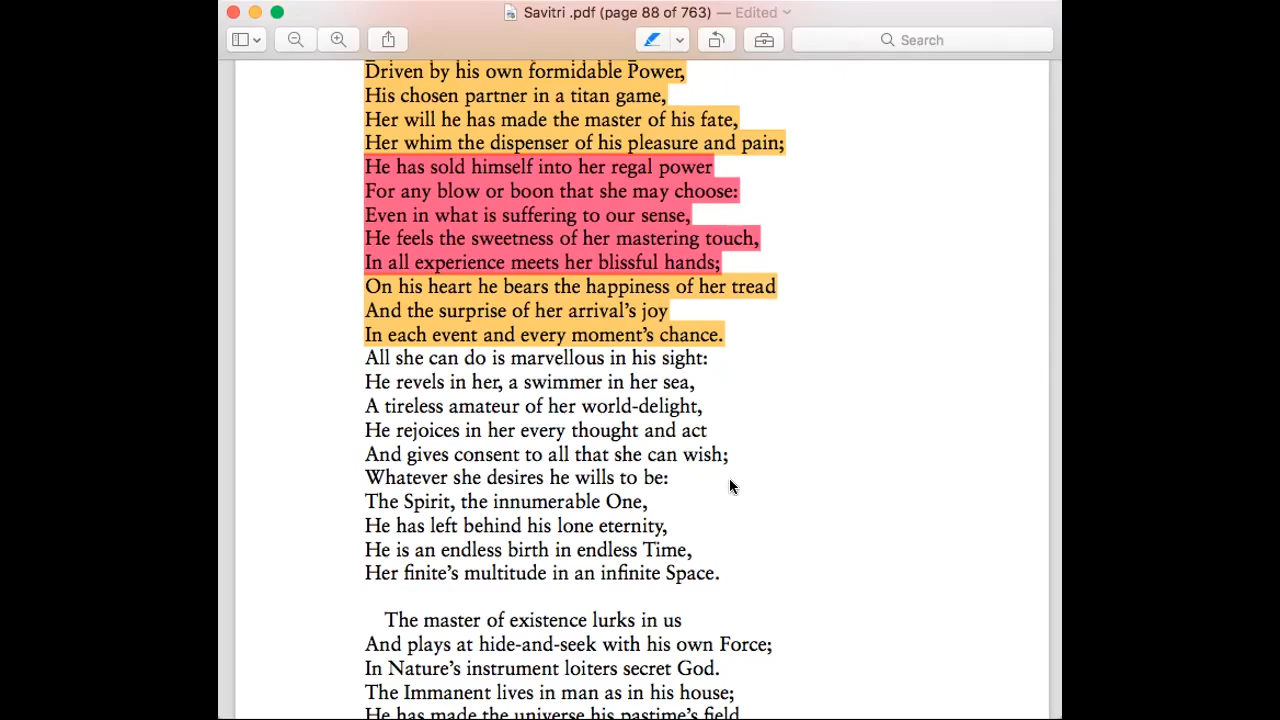 Savitri .pdf (page 88 of 763) — Edited
Search
Driven by his own formidable Power,
His chosen partner in a titan game,
Her will he has made the master of his fate,
Her whim the dispenser of his pleasure and pain;
He has sold himself into her regal power
For any blow or boon that she may choose:
Even in what is suffering to our sense,
He feels the sweetness of her mastering touch,
In all experience meets her blissful hands;
On his heart he bears the happiness of her tread
And the surprise of her arrival’s joy
In each event and every moment’s chance.
All she can do is marvellous in his sight:
He revels in her, a swimmer in her sea,
A tireless amateur of her world-delight,
He rejoices in her every thought and act
And gives consent to all that she can wish;
Whatever she desires he wills to be:
The Spirit, the innumerable One,
He has left behind his lone eternity,
He is an endless birth in endless Time,
Her finite’s multitude in an infinite Space.
The master of existence lurks in us
And plays at hide-and-seek with his own Force;
In Nature’s instrument loiters secret God.
The Immanent lives in man as in his house;
He has made the universe his pastime’s field,